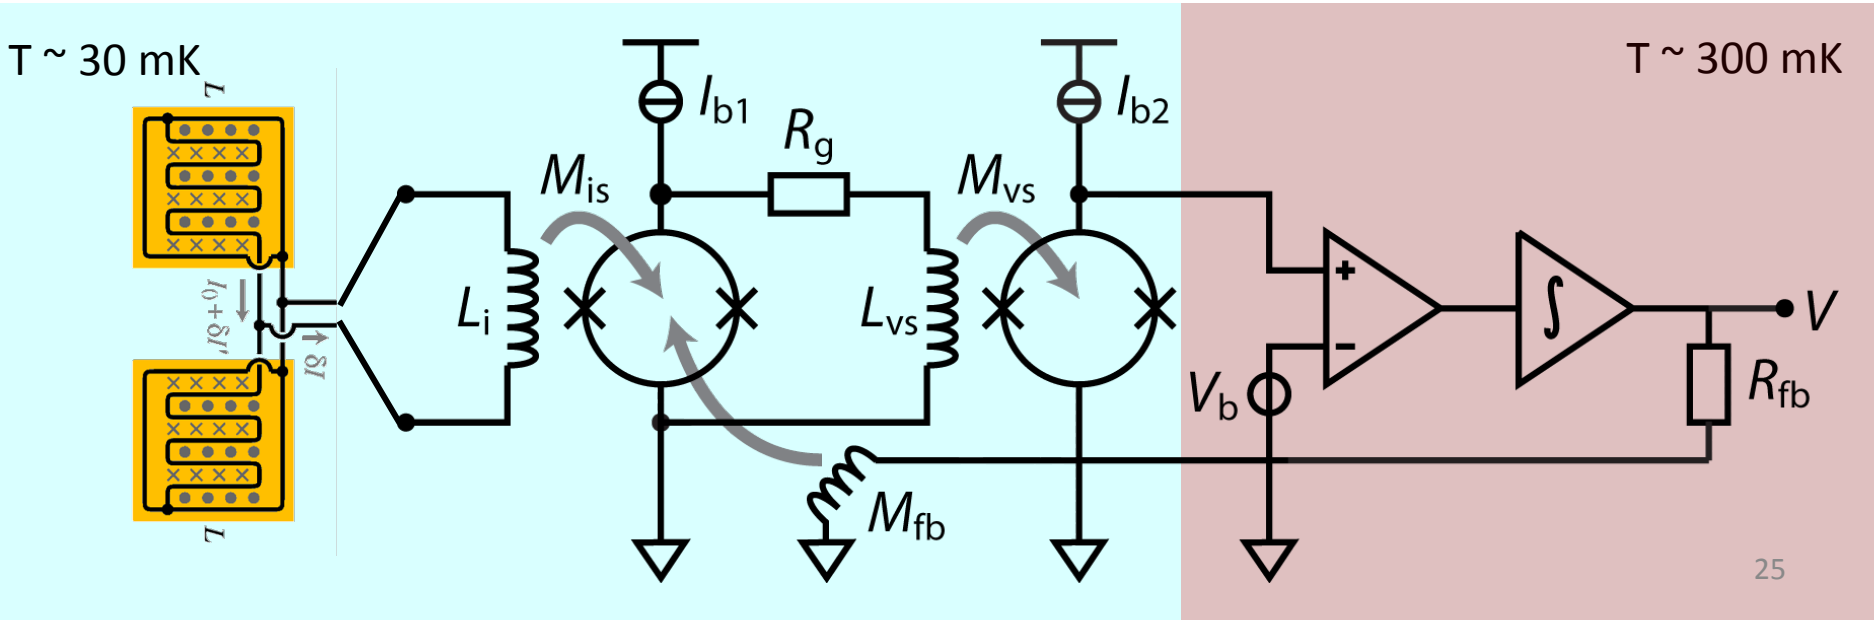 T ~ 30 mK
T ~ 300 mK
L
I₀+δI'
δI
L
Ib1
Rg
Ib2
Mis
Mvs
Li
Lvs
+
−
∫
V
Vb
Rfb
Mfb
25